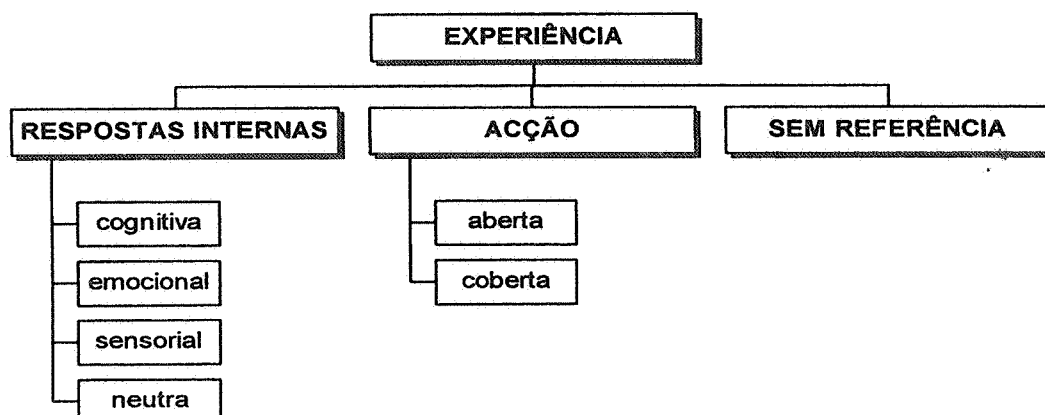 EXPERIÊNCIA
RESPOSTAS INTERNAS
ACÇÃO
SEM REFERÊNCIA
cognitiva
emocional
sensorial
neutra
aberta
coberta